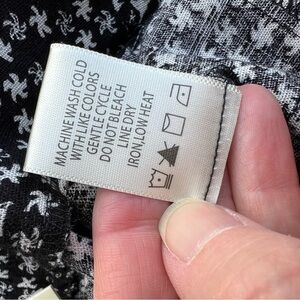 MACHINE WASH COLD
WITH LIKE COLORS
GENTLE CYCLE
DO NOT BLEACH
LINE DRY
IRON,LOW HEAT